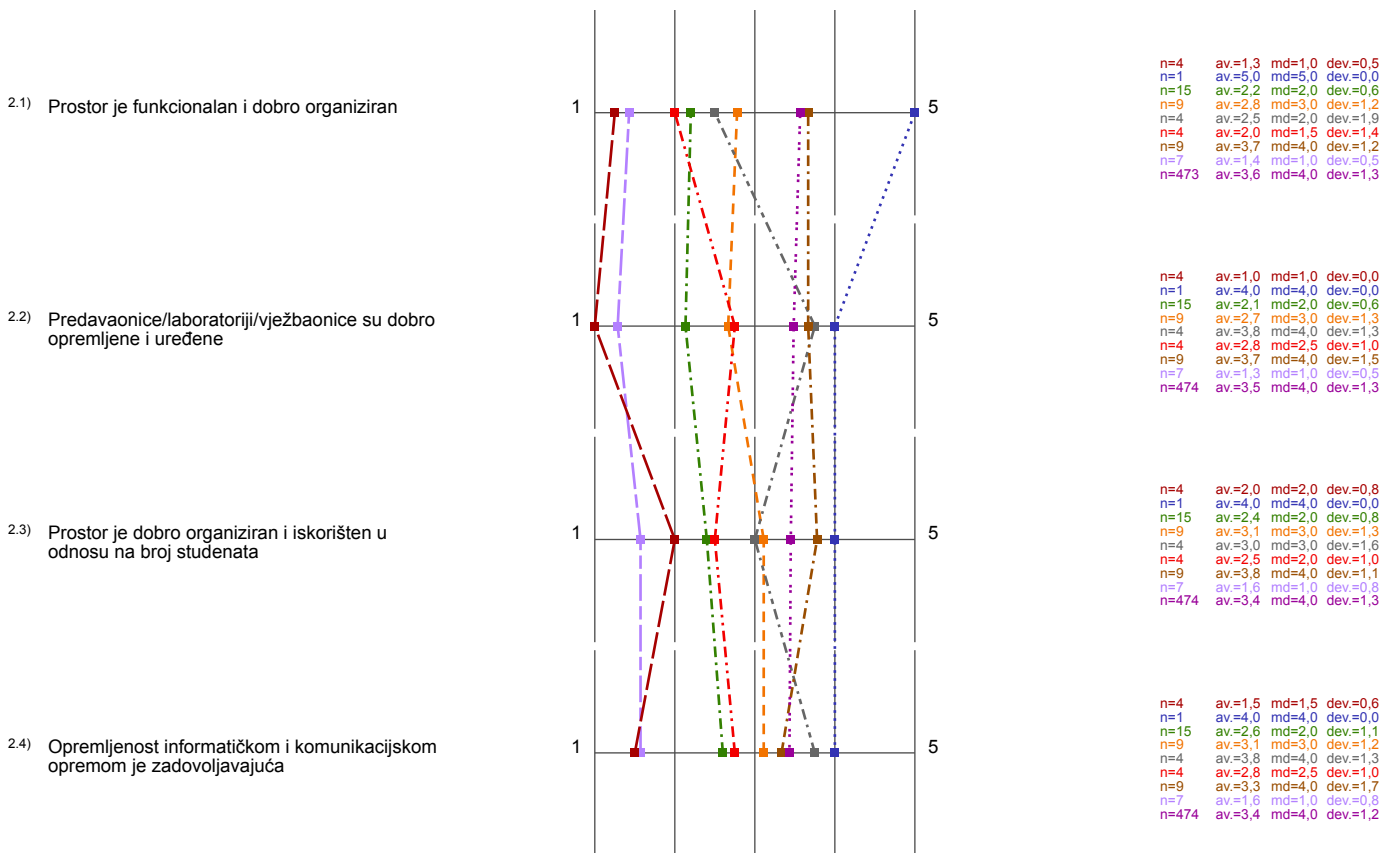 2.1) Prostor je funkcionalan i dobro organiziran 1 5
n=4 av.=1,3 md=1,0 dev.=0,5
n=1 av.=5,0 md=5,0 dev.=0,0
n=15 av.=2,2 md=2,0 dev.=0,6
n=9 av.=2,8 md=3,0 dev.=1,2
n=4 av.=2,5 md=2,0 dev.=1,9
n=4 av.=2,0 md=1,5 dev.=1,4
n=9 av.=3,7 md=4,0 dev.=1,2
n=7 av.=1,4 md=1,0 dev.=0,5
n=473 av.=3,6 md=4,0 dev.=1,3
2.2) Predavaonice/laboratoriji/vježbaonice su dobro 1 5
opremljene i uređene
n=4 av.=1,0 md=1,0 dev.=0,0
n=1 av.=4,0 md=4,0 dev.=0,0
n=15 av.=2,1 md=2,0 dev.=0,6
n=9 av.=2,7 md=3,0 dev.=1,3
n=4 av.=3,8 md=4,0 dev.=1,3
n=4 av.=2,8 md=2,5 dev.=1,0
n=9 av.=3,7 md=4,0 dev.=1,5
n=7 av.=1,3 md=1,0 dev.=0,5
n=474 av.=3,5 md=4,0 dev.=1,3
2.3) Prostor je dobro organiziran i iskorišten u 1 5
odnosu na broj studenata
n=4 av.=2,0 md=2,0 dev.=0,8
n=1 av.=4,0 md=4,0 dev.=0,0
n=15 av.=2,4 md=2,0 dev.=0,8
n=9 av.=3,1 md=3,0 dev.=1,3
n=4 av.=3,0 md=3,0 dev.=1,6
n=4 av.=2,5 md=2,0 dev.=1,0
n=9 av.=3,8 md=4,0 dev.=1,1
n=7 av.=1,6 md=1,0 dev.=0,8
n=474 av.=3,4 md=4,0 dev.=1,3
2.4) Opremljenost informatičkom i komunikacijskom 1 5
opremom je zadovoljavajuća
n=4 av.=1,5 md=1,5 dev.=0,6
n=1 av.=4,0 md=4,0 dev.=0,0
n=15 av.=2,6 md=2,0 dev.=1,1
n=9 av.=3,1 md=3,0 dev.=1,2
n=4 av.=3,8 md=4,0 dev.=1,3
n=4 av.=2,8 md=2,5 dev.=1,0
n=9 av.=3,3 md=4,0 dev.=1,7
n=7 av.=1,6 md=1,0 dev.=0,8
n=474 av.=3,4 md=4,0 dev.=1,2